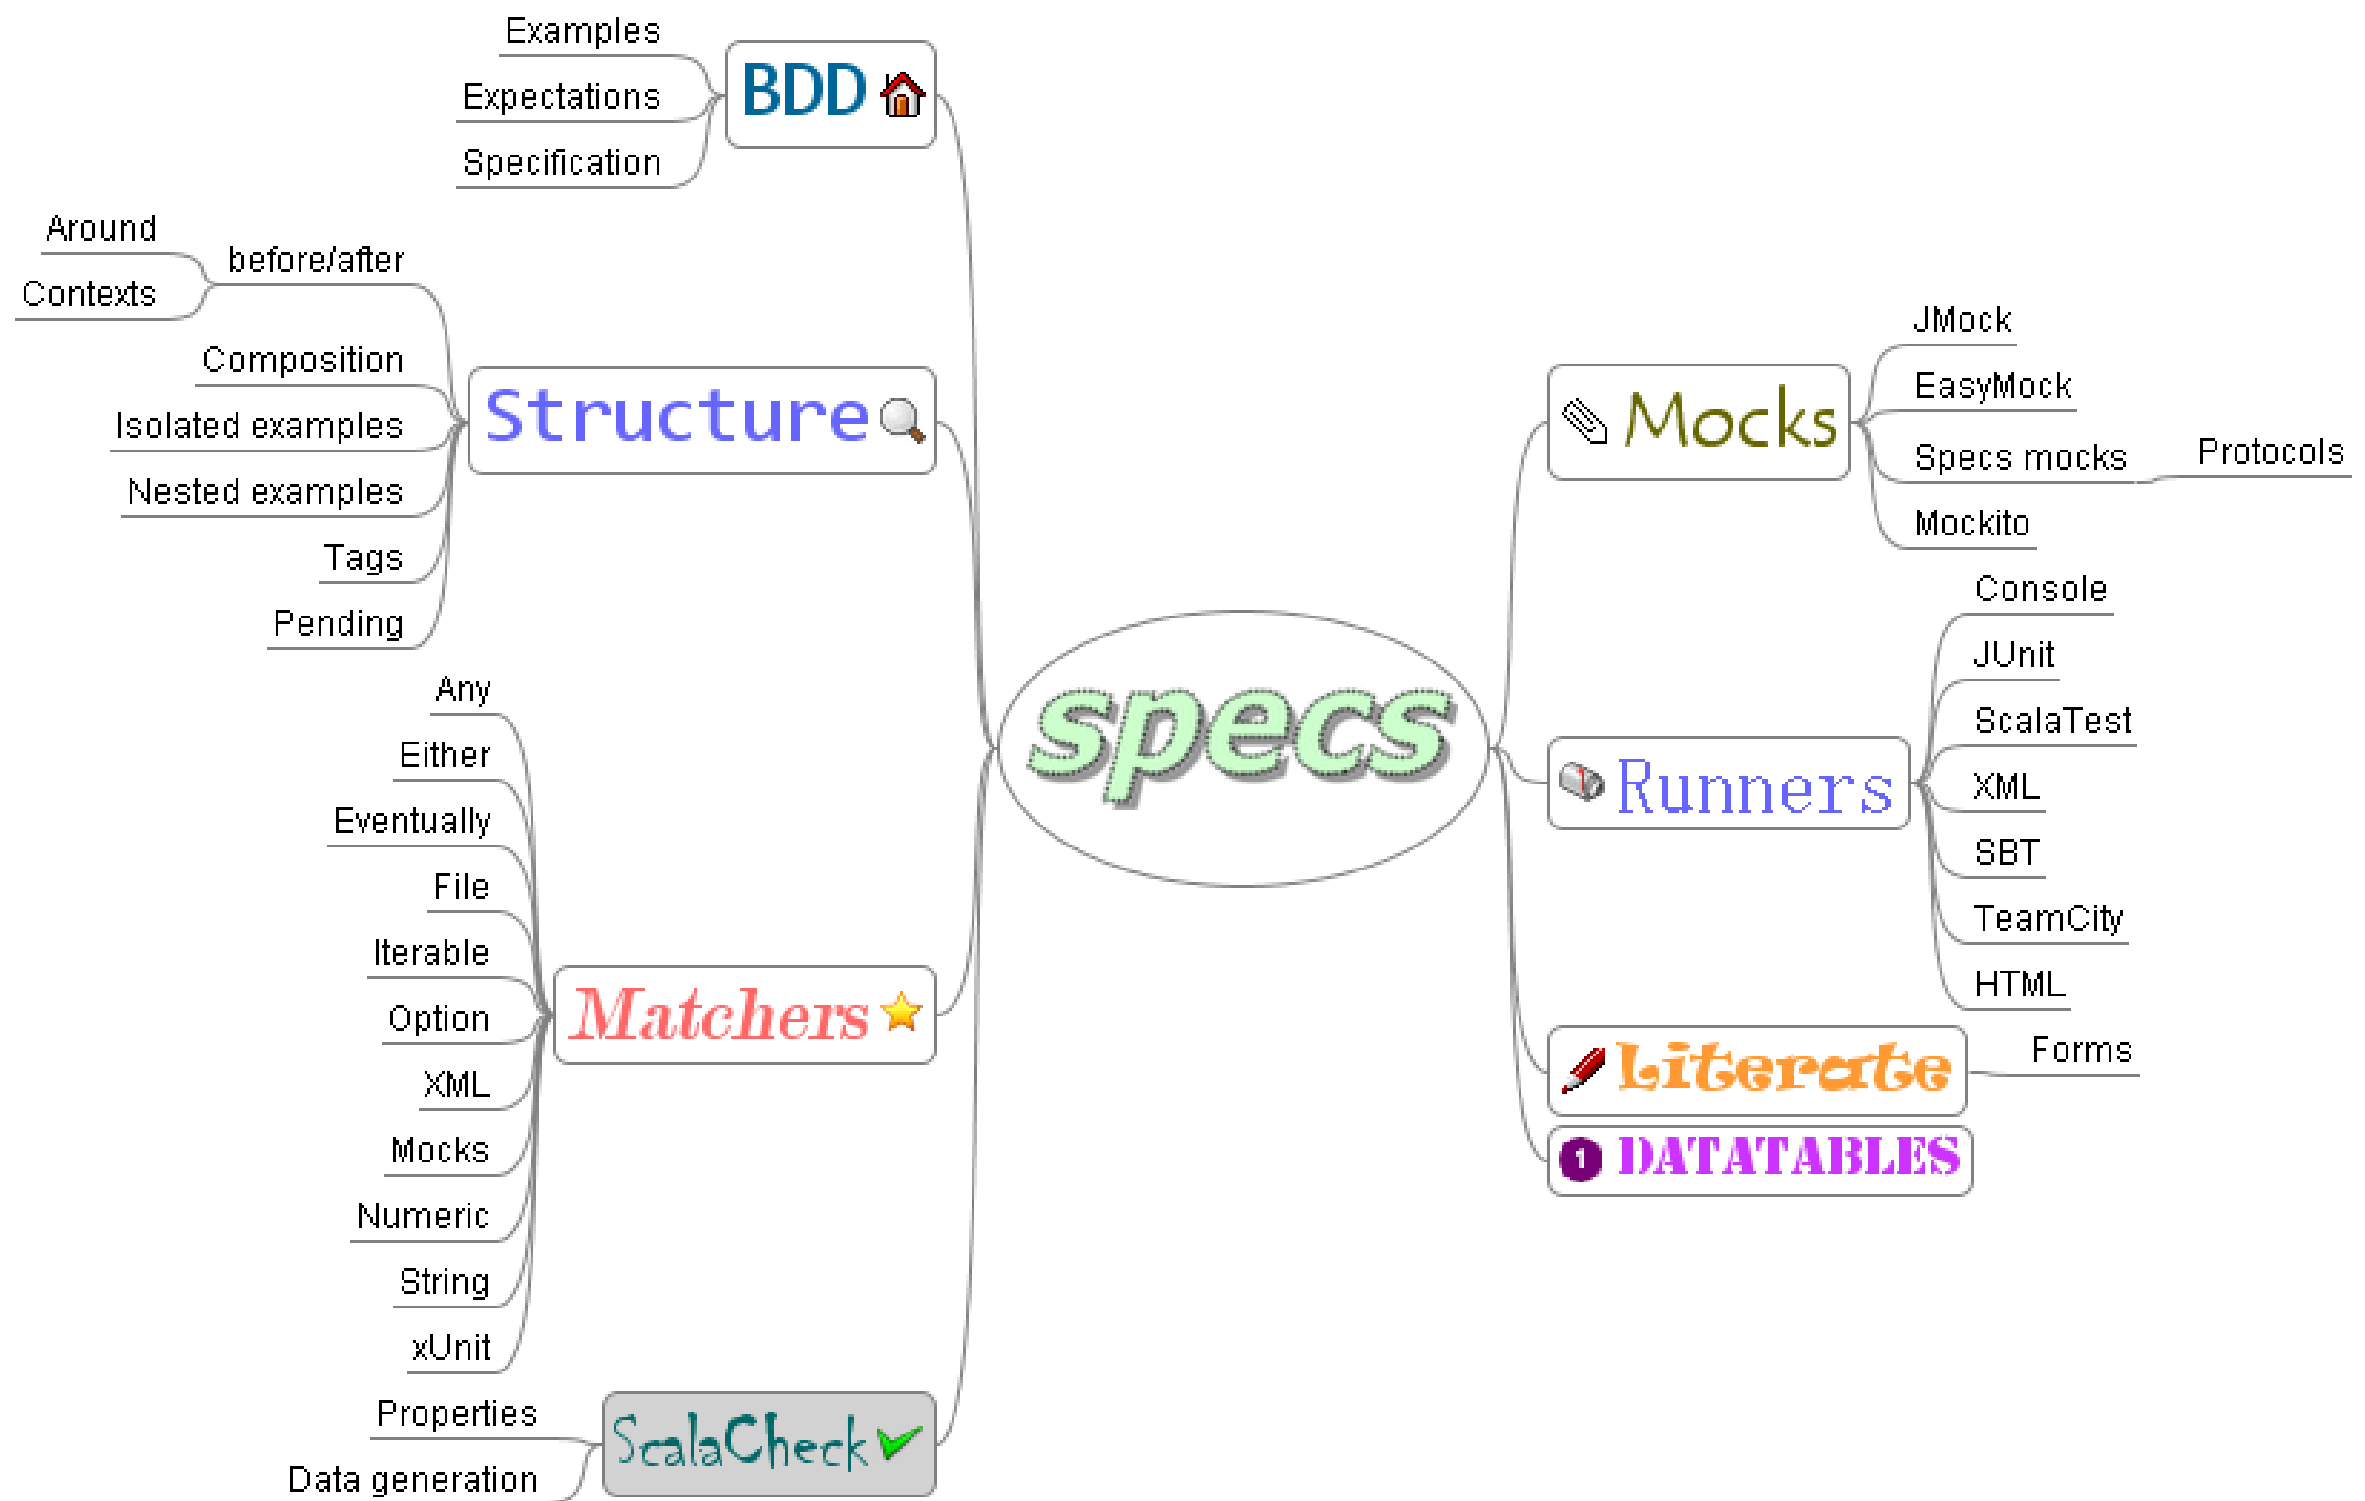 Examples
Expectations
Specification
BDD
Around
Contexts
before/after
Composition
Isolated examples
Nested examples
Tags
Pending
Structure
Any
Either
Eventually
File
Iterable
Option
XML
Mocks
Numeric
String
xUnit
Matchers
Properties
Data generation
ScalaCheck
specs
Mocks
JMock
EasyMock
Specs mocks
Protocols
Mockito
Runners
Console
JUnit
ScalaTest
XML
SBT
TeamCity
HTML
Literate
Forms
1 DATATABLES